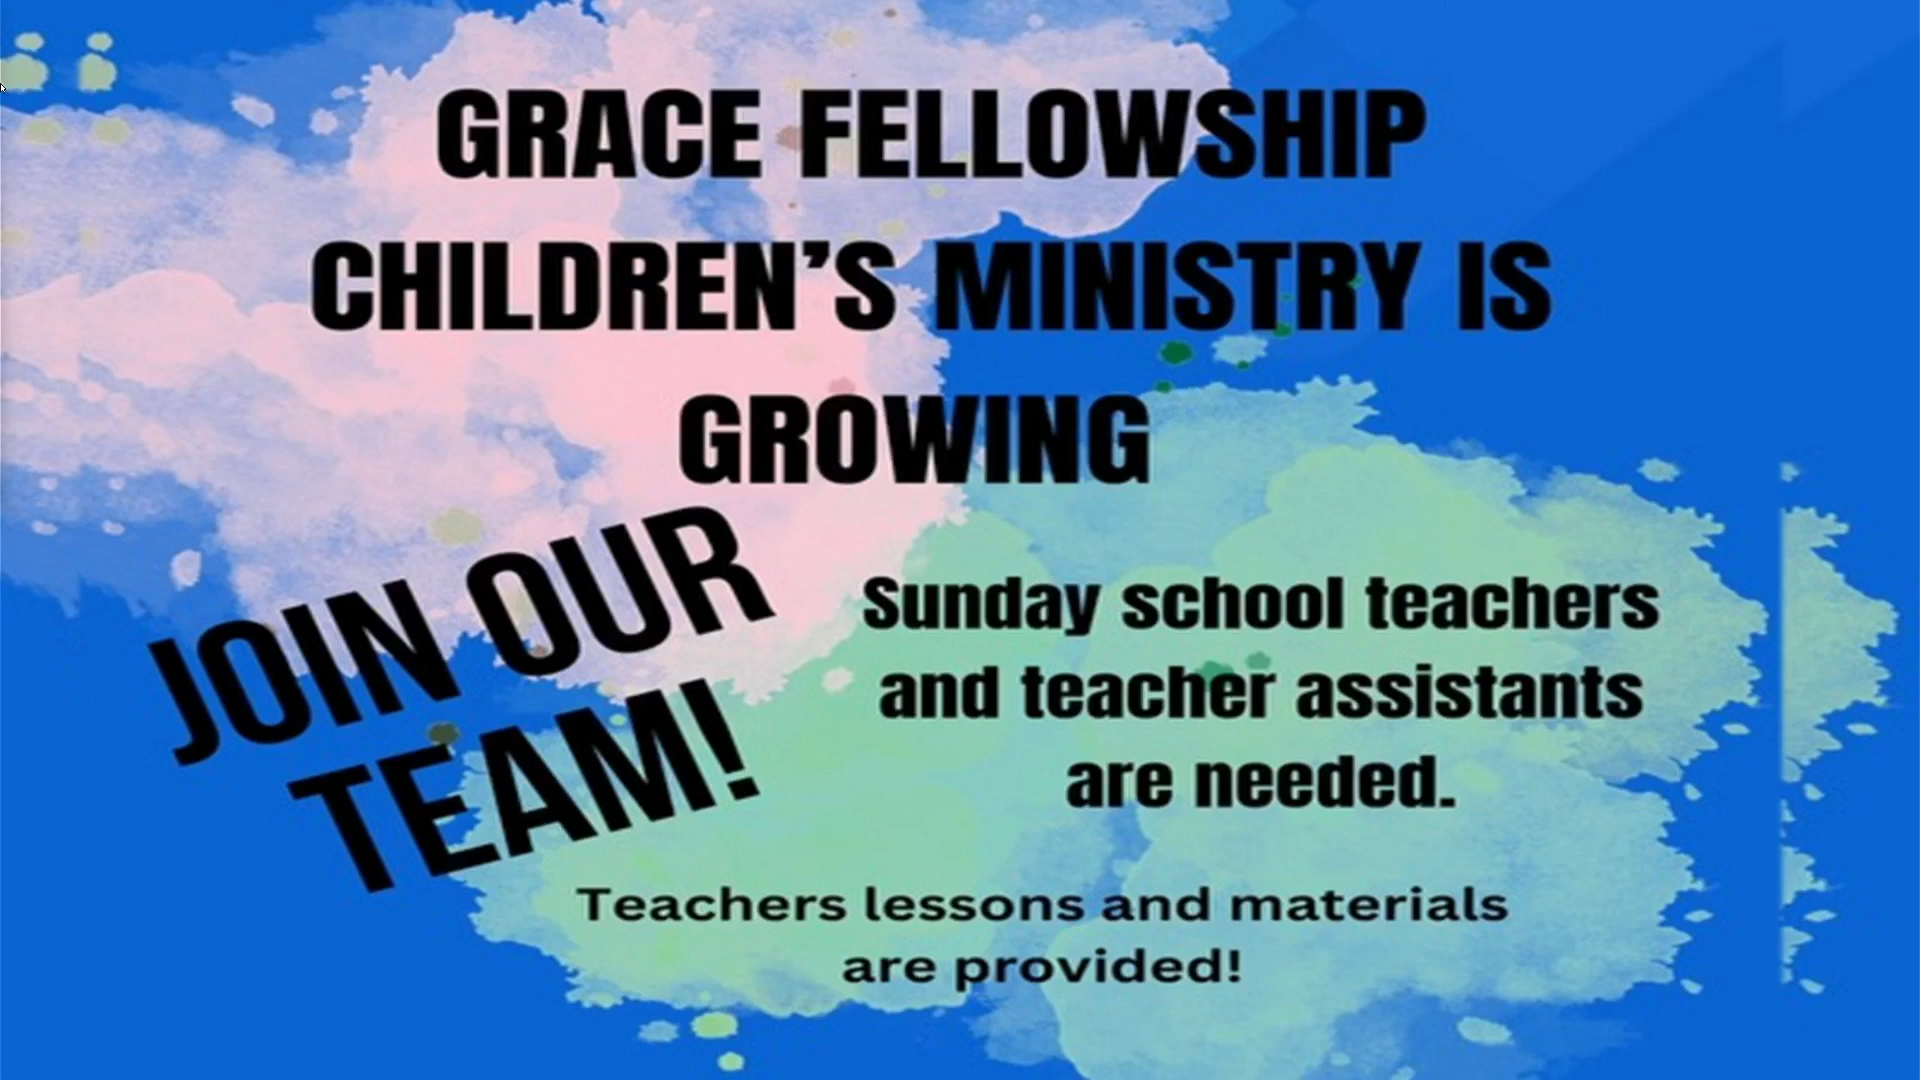 GRACE FELLOWSHIP
CHILDREN’S MINISTRY IS
GROWING
JOIN OUR
TEAM!
Sunday school teachers
and teacher assistants
are needed.
Teachers lessons and materials
are provided!